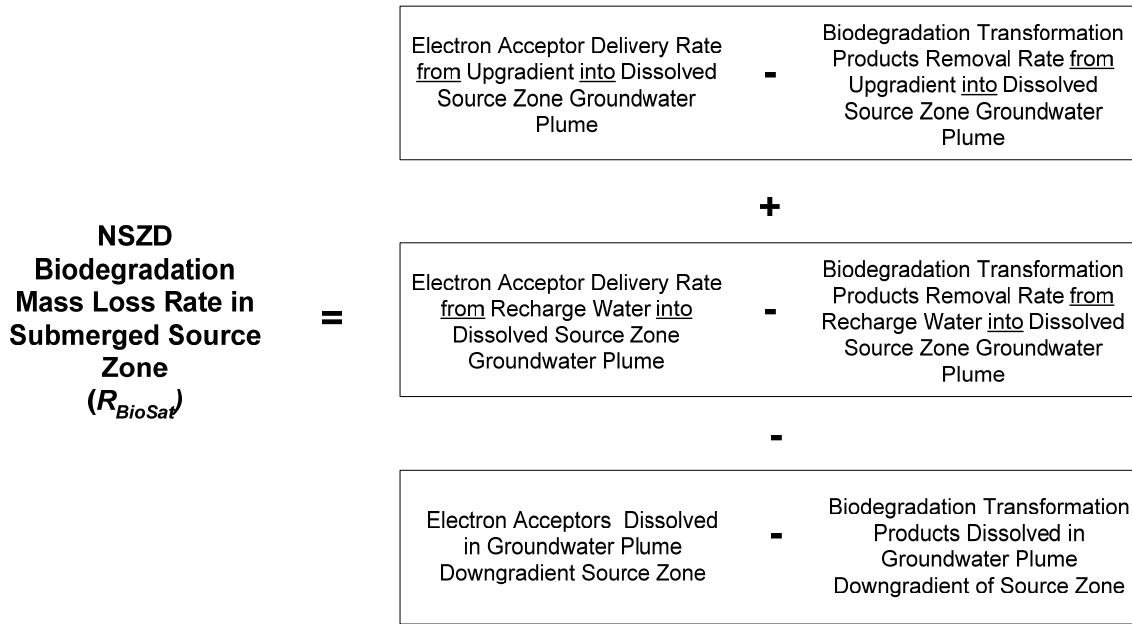 Electron Acceptor Delivery Rate
from Upgradient into Dissolved
Source Zone Groundwater
Plume
-
Biodegradation Transformation
Products Removal Rate from
Upgradient into Dissolved
Source Zone Groundwater
Plume
+
NSZD
Biodegradation
Mass Loss Rate in
Submerged Source
Zone
(R_BioSat)
=
Electron Acceptor Delivery Rate
from Recharge Water into
Dissolved Source Zone
Groundwater Plume
-
Biodegradation Transformation
Products Removal Rate from
Recharge Water into Dissolved
Source Zone Groundwater
Plume
-
Electron Acceptors Dissolved
in Groundwater Plume
Downgradient Source Zone
-
Biodegradation Transformation
Products Dissolved in
Groundwater Plume
Downgradient of Source Zone